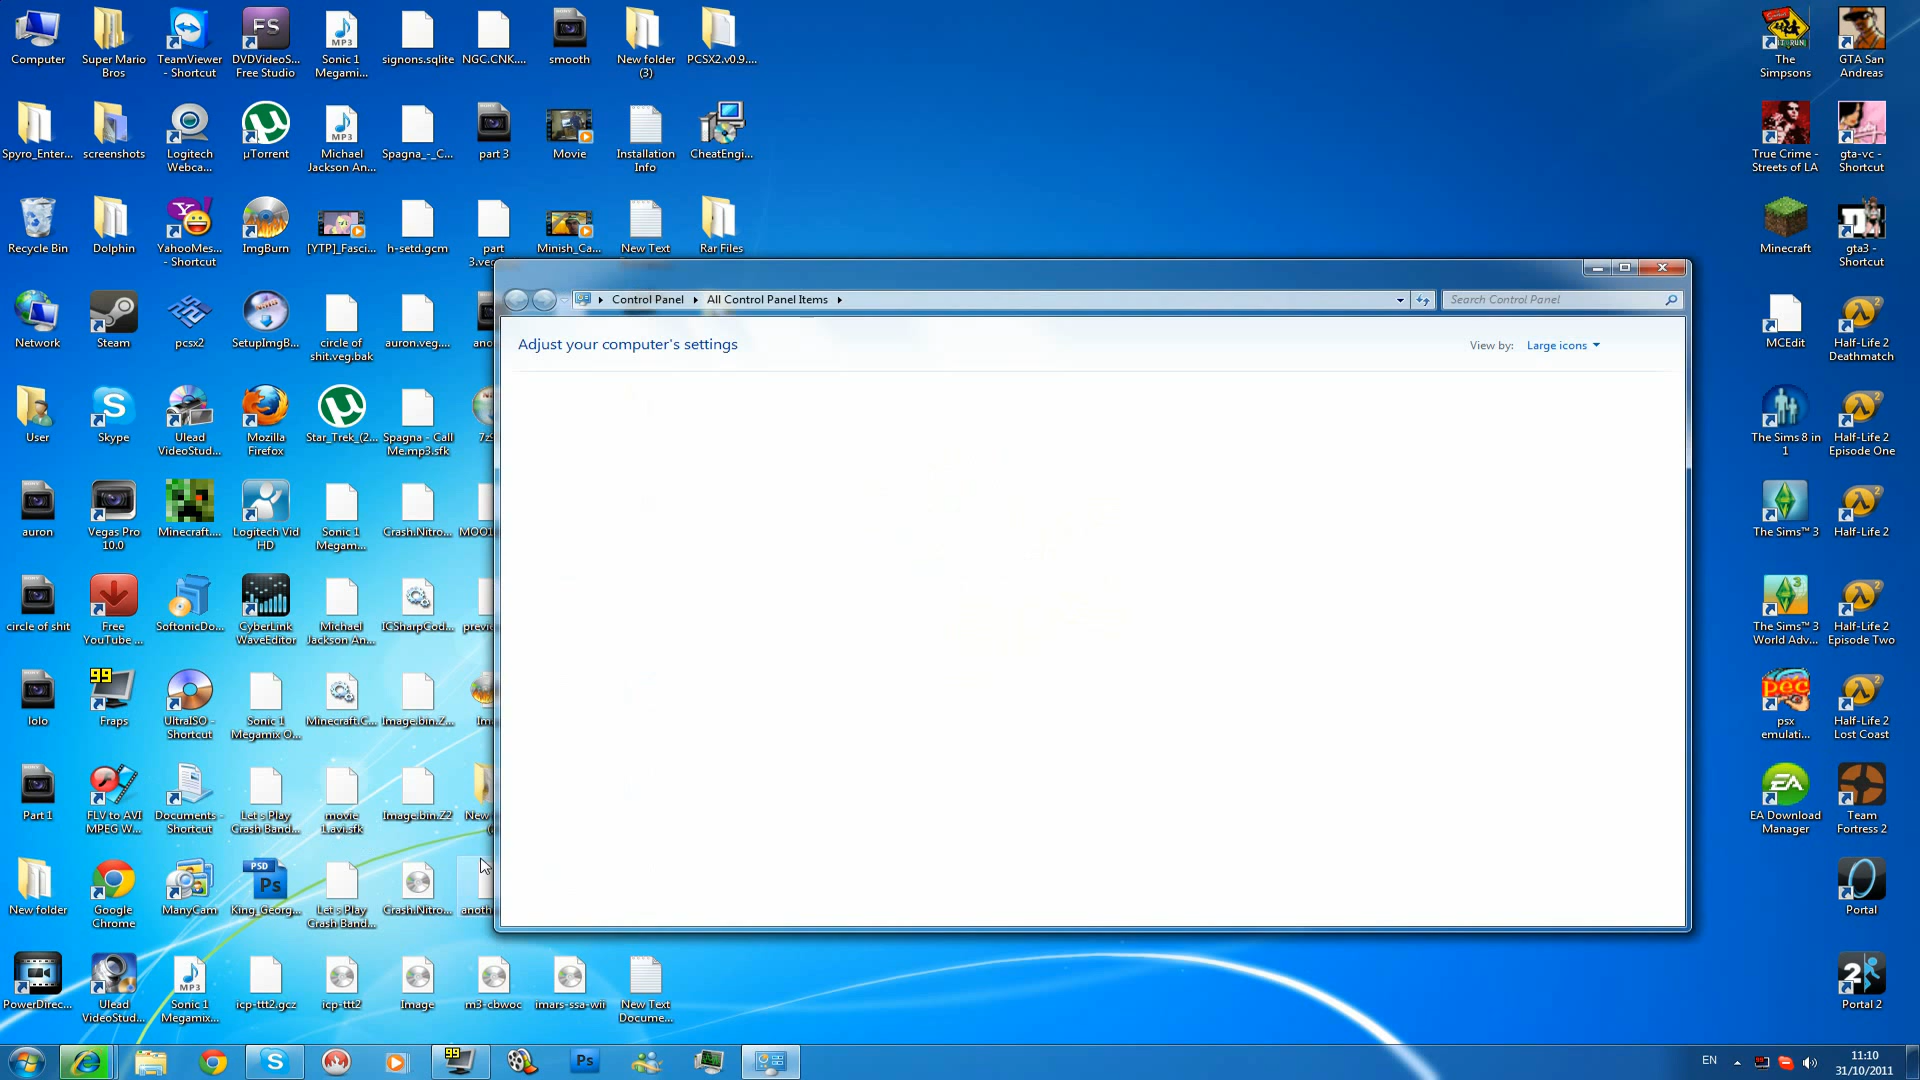 Computer
Super Mario Bros
TeamViewer - Shortcut
DVDVideoS... Free Studio
Sonic 1 Megami...
signons.sqlite
NGC.CNK....
smooth
New folder (3)
PCSX2.v0.9....
The Simpsons
GTA San Andreas
Spyro_Enter...
screenshots
Logitech Webca...
µTorrent
Michael Jackson An...
Spagna_-_C...
part 3
Movie
Installation Info
CheatEngi...
True Crime - Streets of LA
gta-vc - Shortcut
Recycle Bin
Dolphin
YahooMes... - Shortcut
ImgBurn
[YTP]_Fasci...
h-setd.gcm
part 3.veg
Minish_Ca...
New Text
Rar Files
Minecraft
gta3 - Shortcut
Control Panel
All Control Panel Items
Search Control Panel
Adjust your computer's settings
View by:
Large icons
Network
Steam
pcsx2
SetupImgB...
circle of shit.veg.bak
auron.veg....
MCEdit
Half-Life 2 Deathmatch
User
Skype
Ulead VideoStud...
Mozilla Firefox
Star_Trek_(2...
Spagna - Call Me.mp3.sfk
The Sims 8 in 1
Half-Life 2 Episode One
auron
Vegas Pro 10.0
Minecraft....
Logitech Vid HD
Sonic 1 Megam...
Crash.Nitro...
The Sims™ 3
Half-Life 2
circle of shit
Free YouTube ...
SoftonicDo...
CyberLink WaveEditor
Michael Jackson An...
ICSharpCod...
The Sims™ 3 World Adv...
Half-Life 2 Episode Two
lolo
Fraps
UltraISO - Shortcut
Sonic 1 Megamix O...
Minecraft.C...
Image.bin.Z...
psx emulati...
Half-Life 2 Lost Coast
Part 1
FLV to AVI MPEG W...
Documents - Shortcut
Let s Play Crash Band...
movie 1.avi.sfk
Image.bin.Z2
New
EA Download Manager
Team Fortress 2
New folder
Google Chrome
ManyCam
King_Georg...
Let s Play Crash Band...
Crash.Nitro...
anoth
Portal
PowerDirec...
Ulead VideoStud...
Sonic 1 Megamix...
icp-ttt2.gcz
icp-ttt2
Image
m3-cbwoc
imars-ssa-wii
New Text Docume...
Portal 2
EN
11:10
31/10/2011